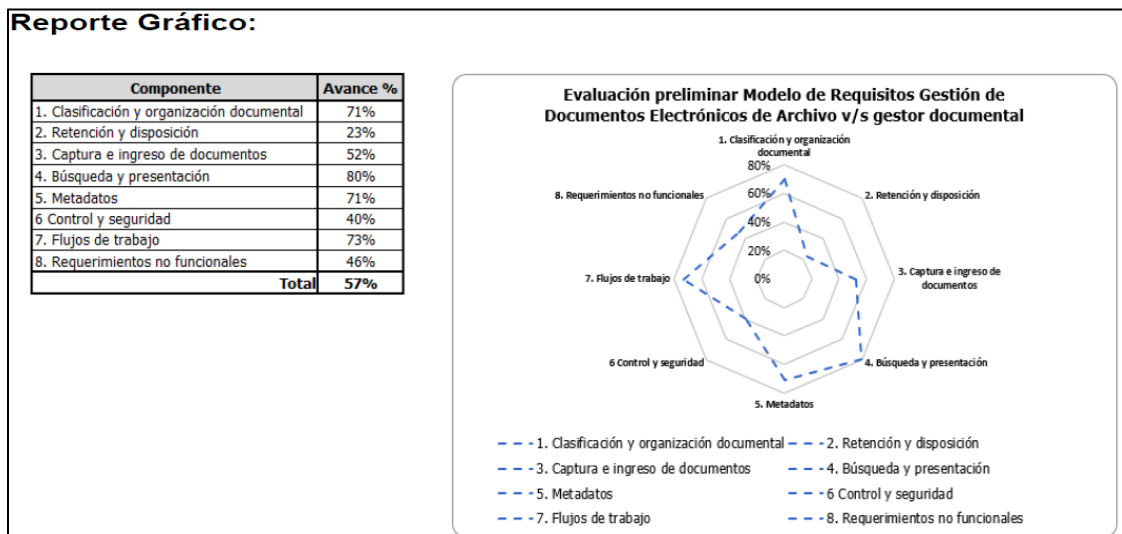 Reporte Gráfico:
Componente Avance %
1. Clasificación y organización documental 71%
2. Retención y disposición 23%
3. Captura e ingreso de documentos 52%
4. Búsqueda y presentación 80%
5. Metadatos 71%
6 Control y seguridad 40%
7. Flujos de trabajo 73%
8. Requerimientos no funcionales 46%
Total 57%
Evaluación preliminar Modelo de Requisitos Gestión de
Documentos Electrónicos de Archivo v/s gestor documental
1. Clasificación y organización
documental
80%
60%
40%
20%
0%
2. Retención y disposición
3. Captura e ingreso de
documentos
4. Búsqueda y presentación
5. Metadatos
6 Control y seguridad
7. Flujos de trabajo
8. Requerimientos no funcionales
1. Clasificación y organización documental
2. Retención y disposición
3. Captura e ingreso de documentos
4. Búsqueda y presentación
5. Metadatos
6 Control y seguridad
7. Flujos de trabajo
8. Requerimientos no funcionales